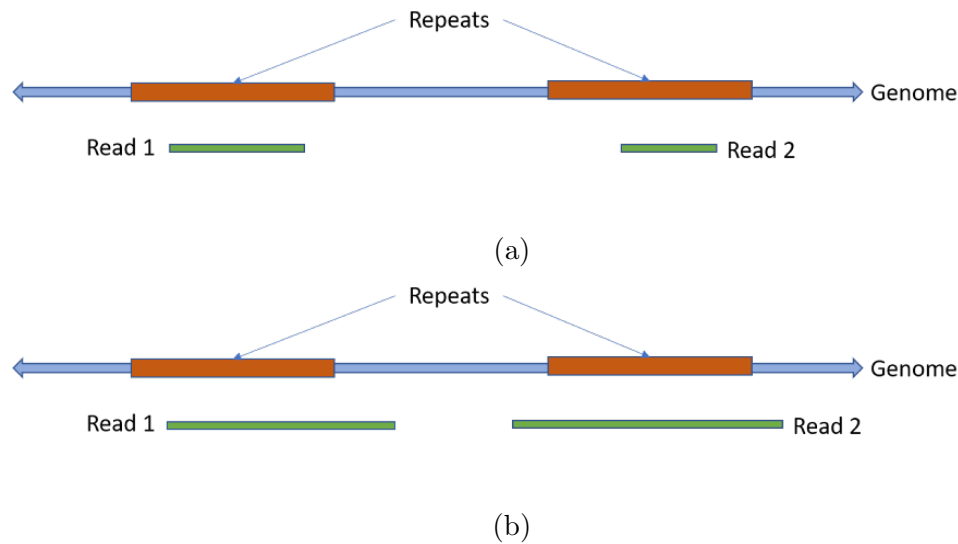 Repeats
Genome
Read 1
Read 2
(a)
Repeats
Genome
Read 1
Read 2
(b)